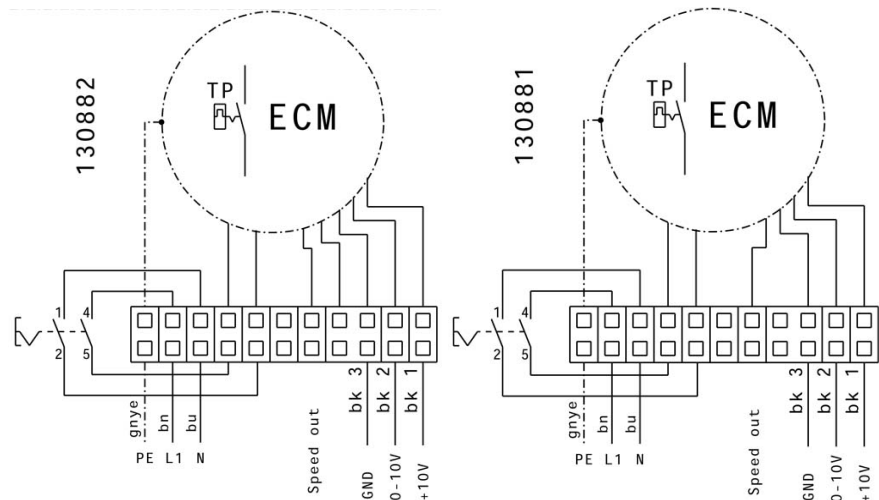 130882
TP
ECM
1
4
2
5
gnye
bn
bu
bk 3
bk 2
bk 1
PE
L1
N
Speed out
GND
0-10V
+10V
130881
TP
ECM
1
4
2
5
gnye
bn
bu
bk 3
bk 2
bk 1
PE
L1
N
Speed out
GND
0-10V
+10V